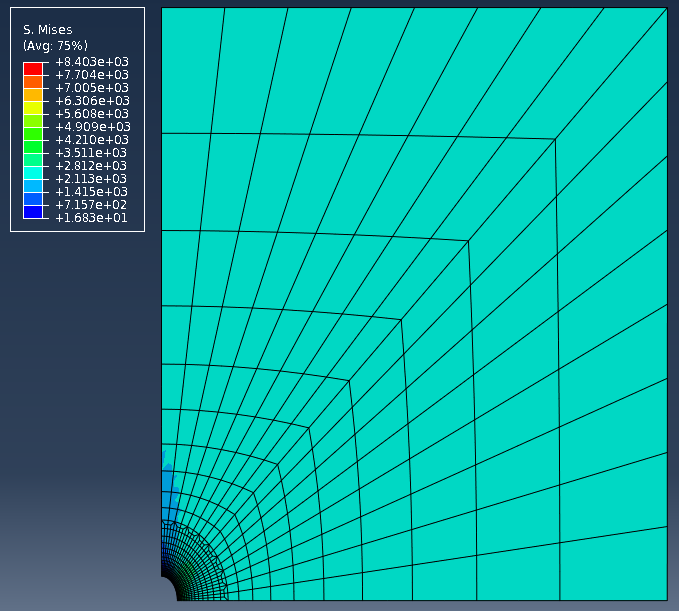 S. Mises
(Avg: 75%)
+8.403e+03
+7.704e+03
+7.005e+03
+6.306e+03
+5.608e+03
+4.909e+03
+4.210e+03
+3.511e+03
+2.812e+03
+2.113e+03
+1.415e+03
+7.157e+02
+1.683e+01